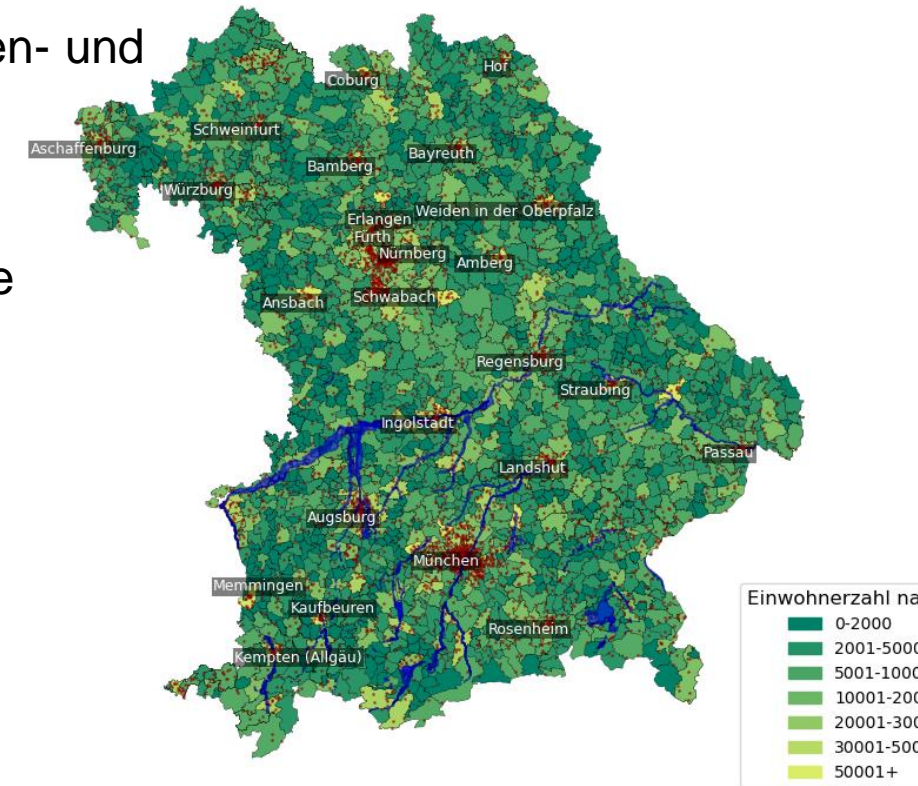 en- und
e
Hof
Coburg
Schweinfurt
Aschaffenburg
Bamberg
Bayreuth
Würzburg
Weiden in der Oberpfalz
Erlangen
Fürth
Nürnberg
Amberg
Ansbach
Schwabach
Regensburg
Straubing
Ingolstadt
Passau
Landshut
Augsburg
München
Memmingen
Kaufbeuren
Rosenheim
Kempten (Allgäu)
Einwohnerzahl na
0-2000
2001-5000
5001-1000
10001-200
20001-300
30001-500
50001+